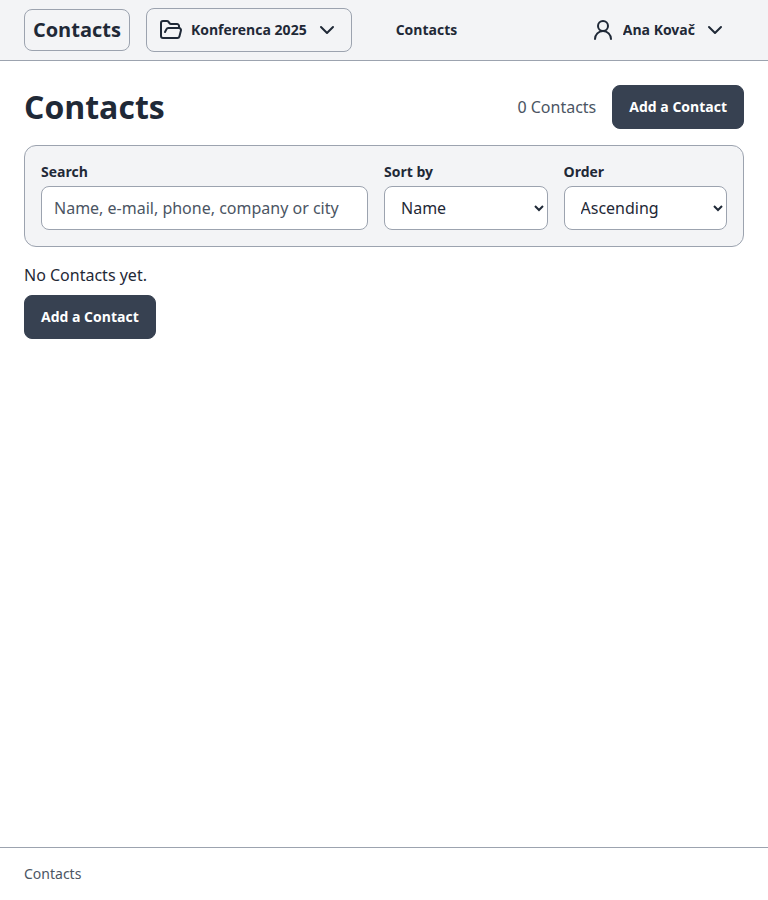 Contacts
Konferenca 2025
Contacts
Ana Kovač
Contacts
0 Contacts
Add a Contact
Search
Sort by
Order
Name, e-mail, phone, company or city
Name
Ascending
No Contacts yet.
Add a Contact
Contacts